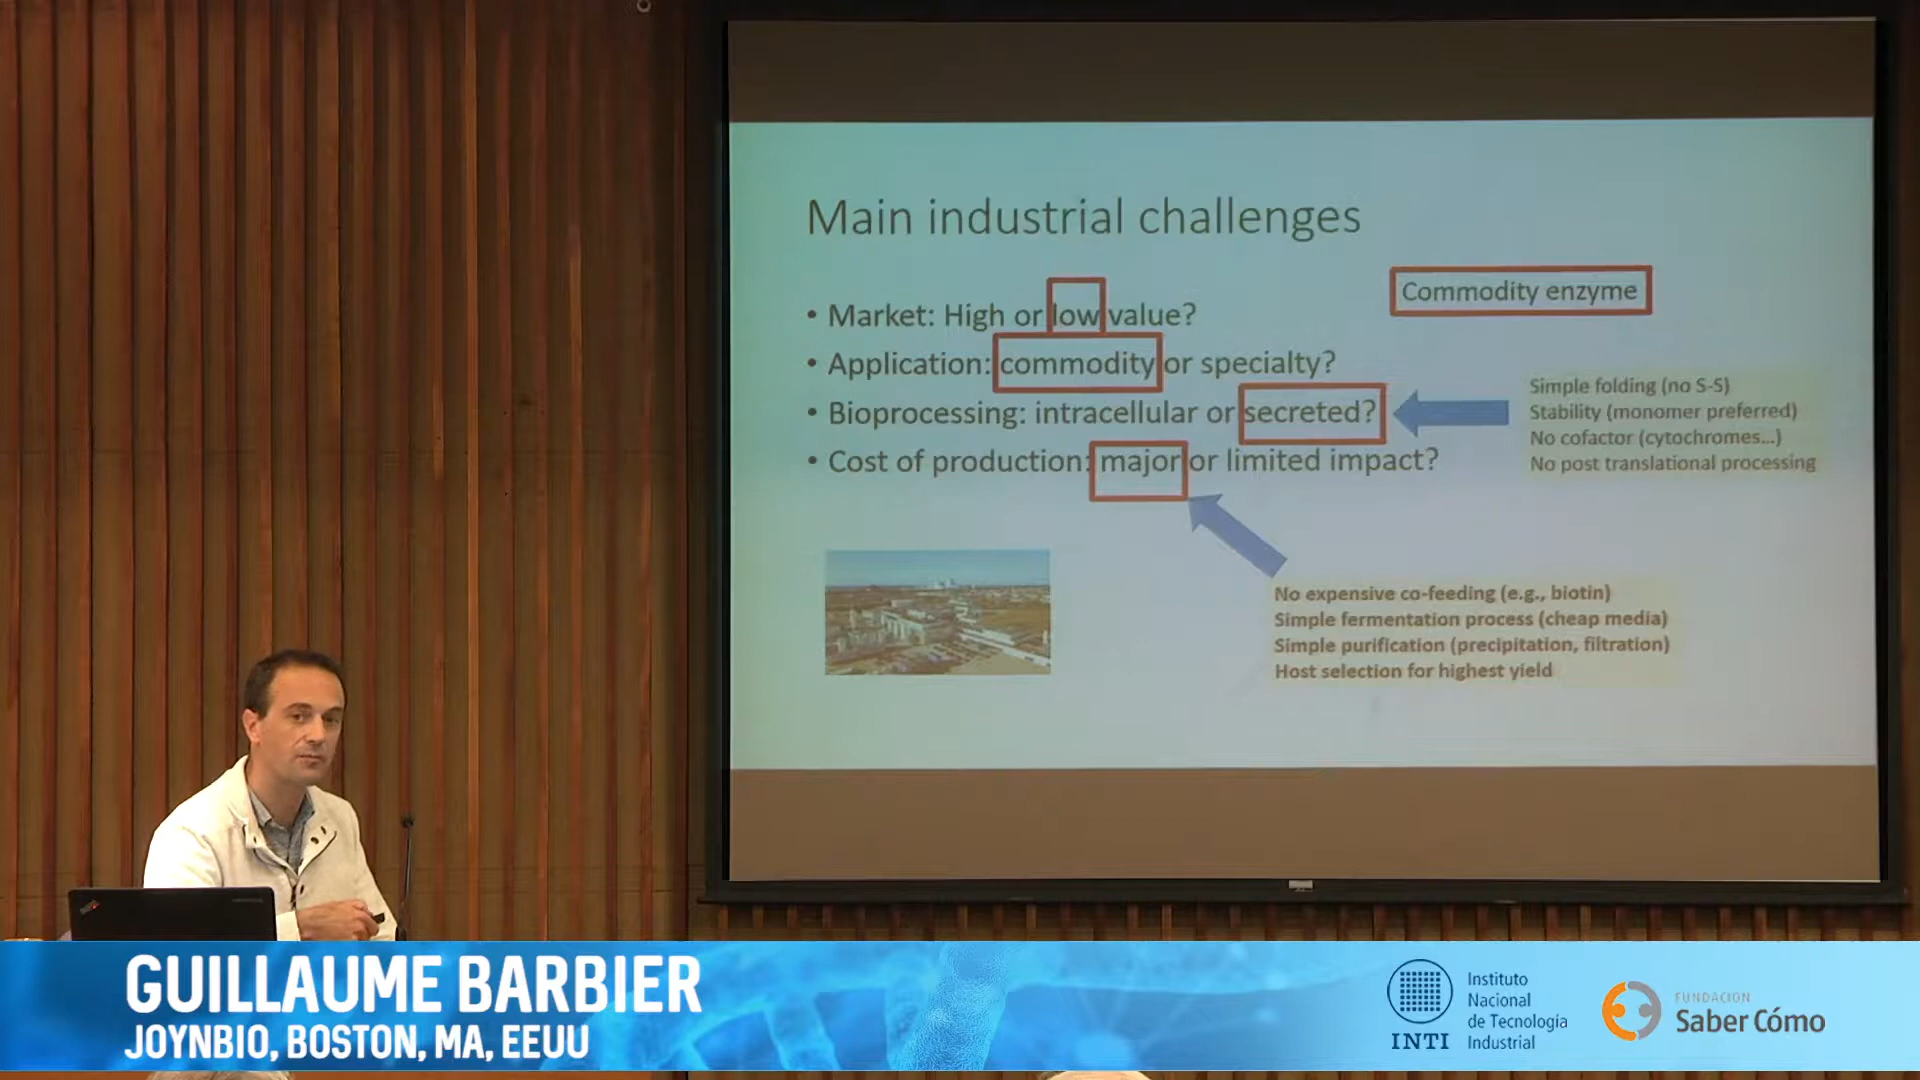 Main industrial challenges
Commodity enzyme
• Market: High or low value?
• Application: commodity or specialty?
• Bioprocessing: intracellular or secreted?
• Cost of production: major or limited impact?
Simple folding (no S-S)
Stability (monomer preferred)
No cofactor (cytochromes...)
No post translational processing
No expensive co-feeding (e.g., biotin)
Simple fermentation process (cheap media)
Simple purification (precipitation, filtration)
Host selection for highest yield
GUILLAUME BARBIER
JOYNBIO, BOSTON, MA, EEUU
INTI
Instituto
Nacional
de Tecnología
Industrial
FUNDACION
Saber Cómo